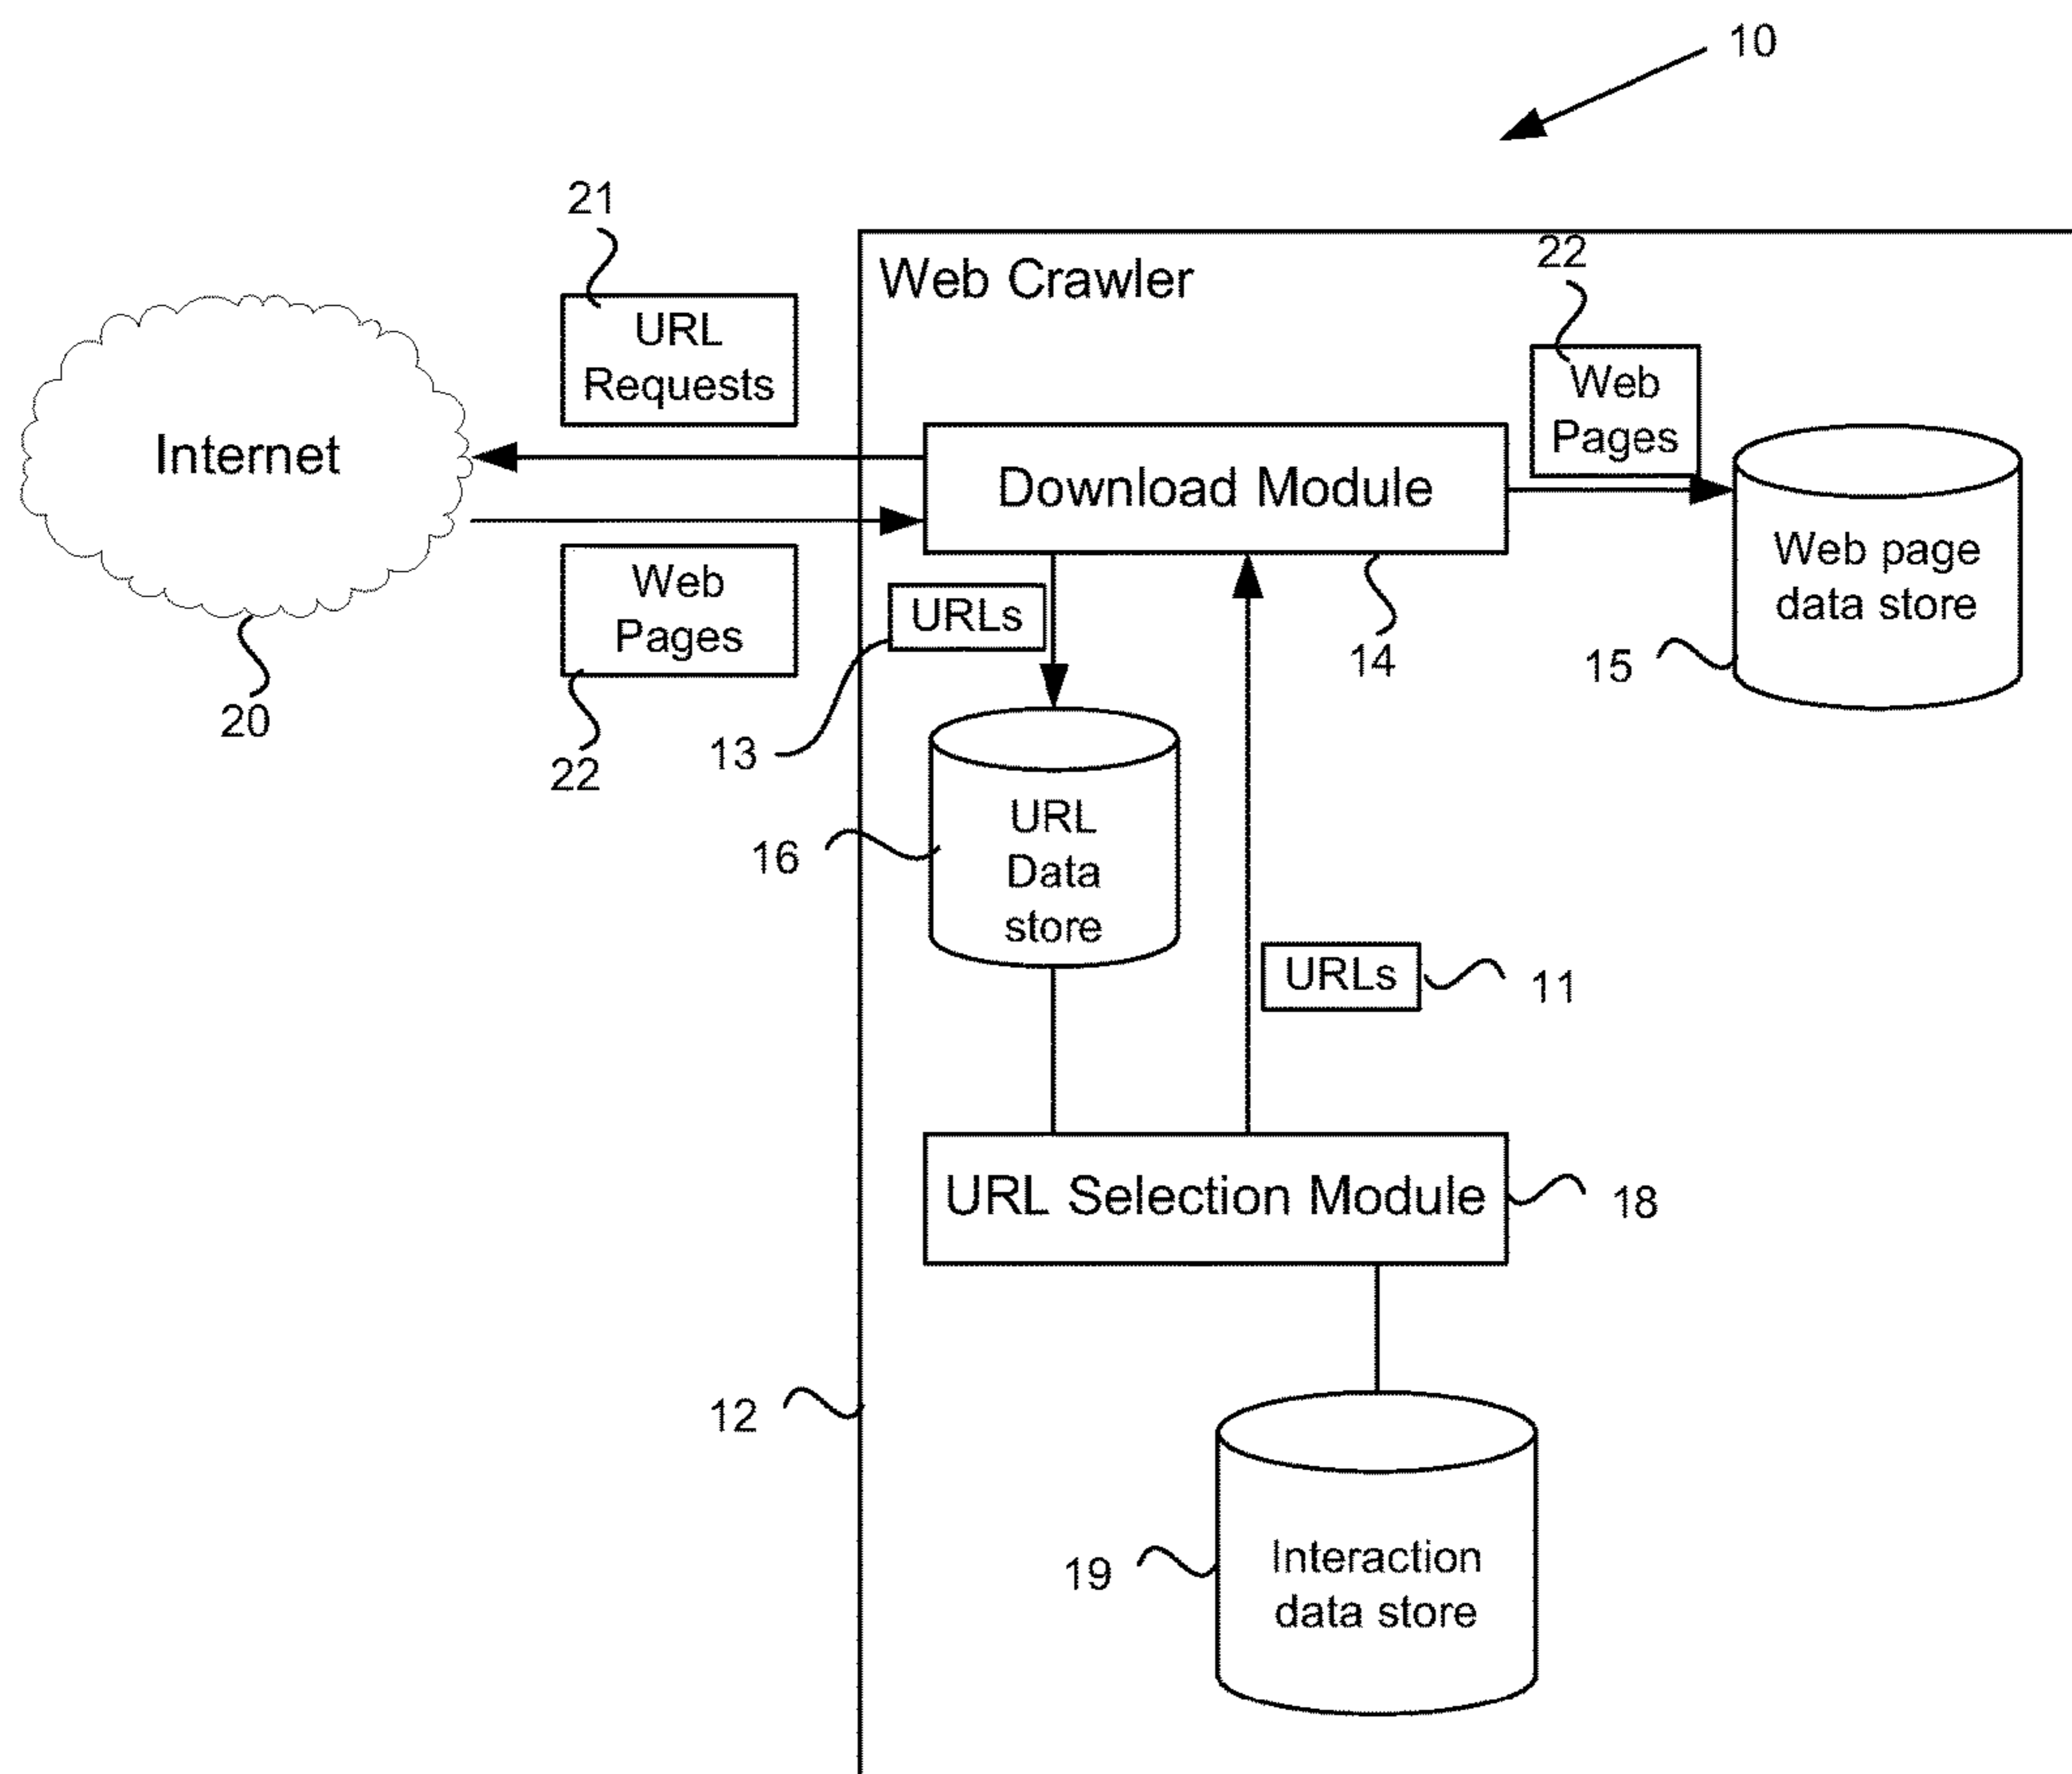 10
21
22
Web Crawler
URL
Requests
Web
Pages
Internet
Download Module
Web page
data store
Web
Pages
URLs
14
15
20
22
13
URL
Data
store
16
URLs
11
URL Selection Module
18
12
Interaction
data store
19